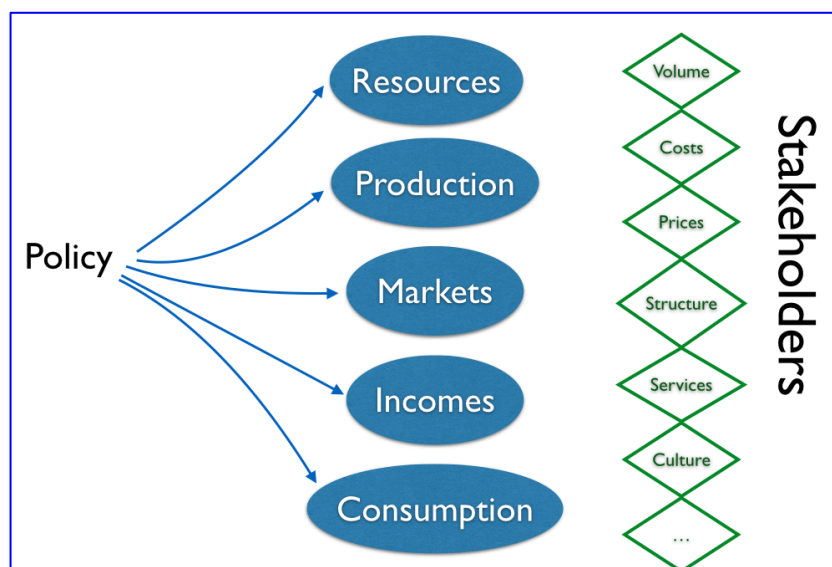 Policy
Resources
Production
Markets
Incomes
Consumption
Volume
Costs
Prices
Structure
Services
Culture
...
Stakeholders